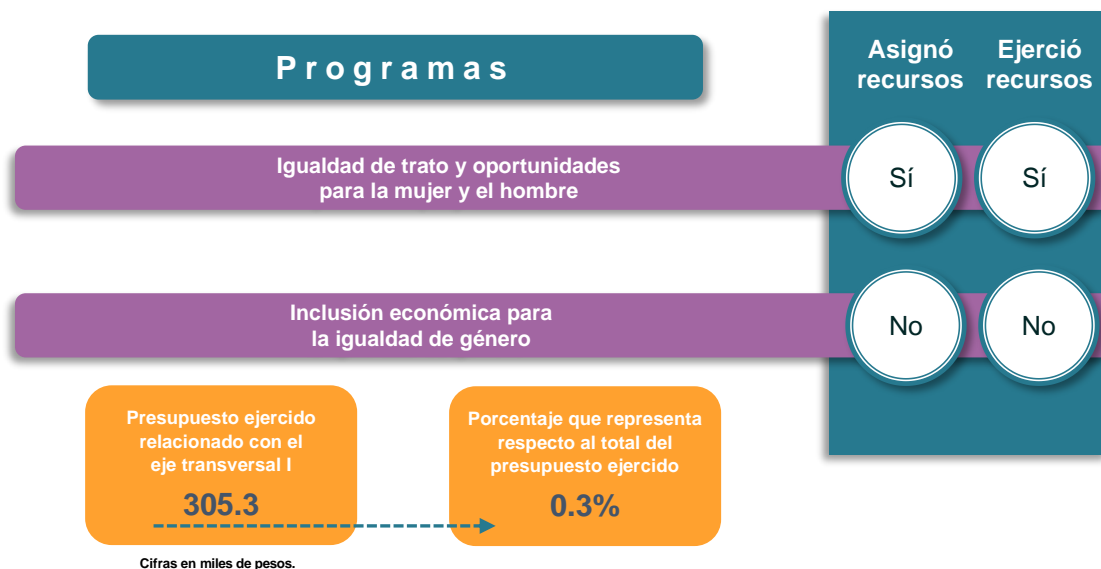 Programas
Asignó
recursos
Ejerció
recursos
Igualdad de trato y oportunidades
para la mujer y el hombre
Sí
Sí
Inclusión económica para
la igualdad de género
No
No
Presupuesto ejercido
relacionado con el
eje transversal I
305.3
Porcentaje que representa
respecto al total del
presupuesto ejercido
0.3%
Cifras en miles de pesos.